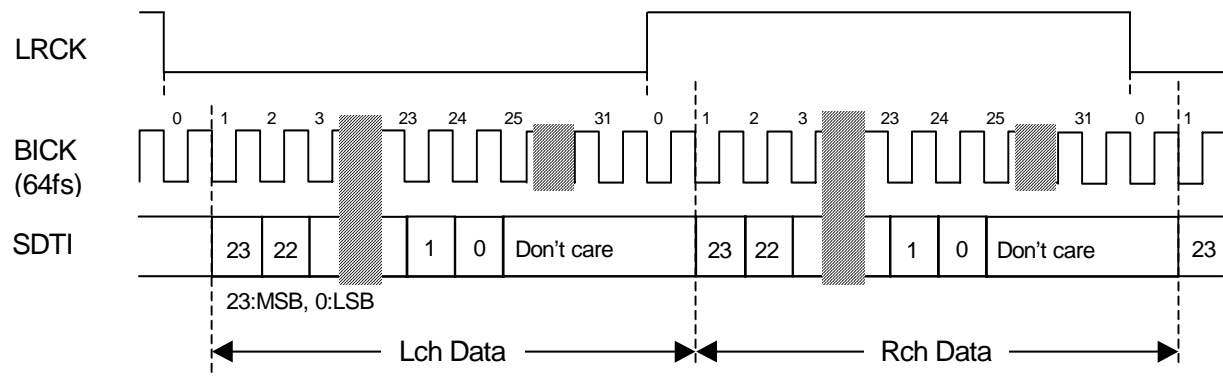 LRCK
0 1 2 3 23 24 25 31 0 1 2 3 23 24 25 31 0 1
BICK
(64fs)
SDTI 23 22 1 0 Don't care 23 22 1 0 Don't care 23
23:MSB, 0:LSB
Lch Data Rch Data